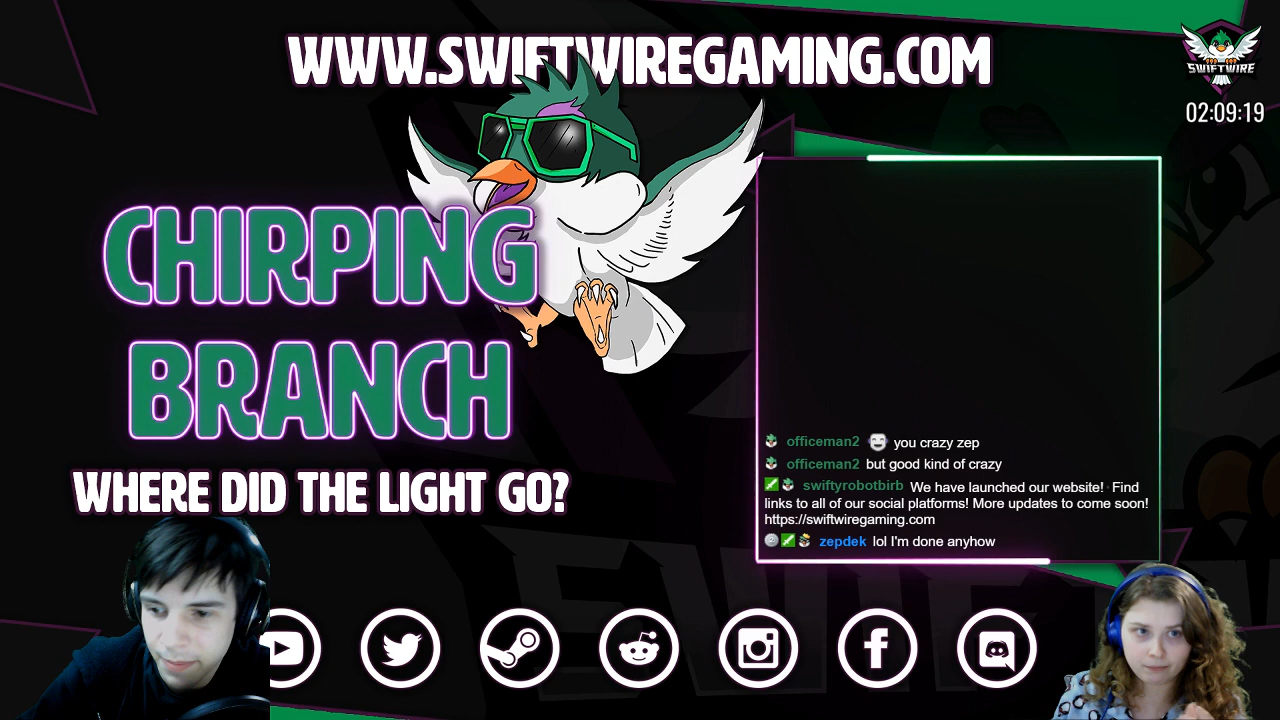 WWW.SWIFTWIREGAMING.COM
SWIFTWIRE
02:09:19
CHIRPING
BRANCH
WHERE DID THE LIGHT GO?
officeman2 you crazy zep
officeman2 but good kind of crazy
swiftyrobotbirb We have launched our website! Find
links to all of our social platforms! More updates to come soon!
https://swiftwiregaming.com
zepdek lol I'm done anyhow